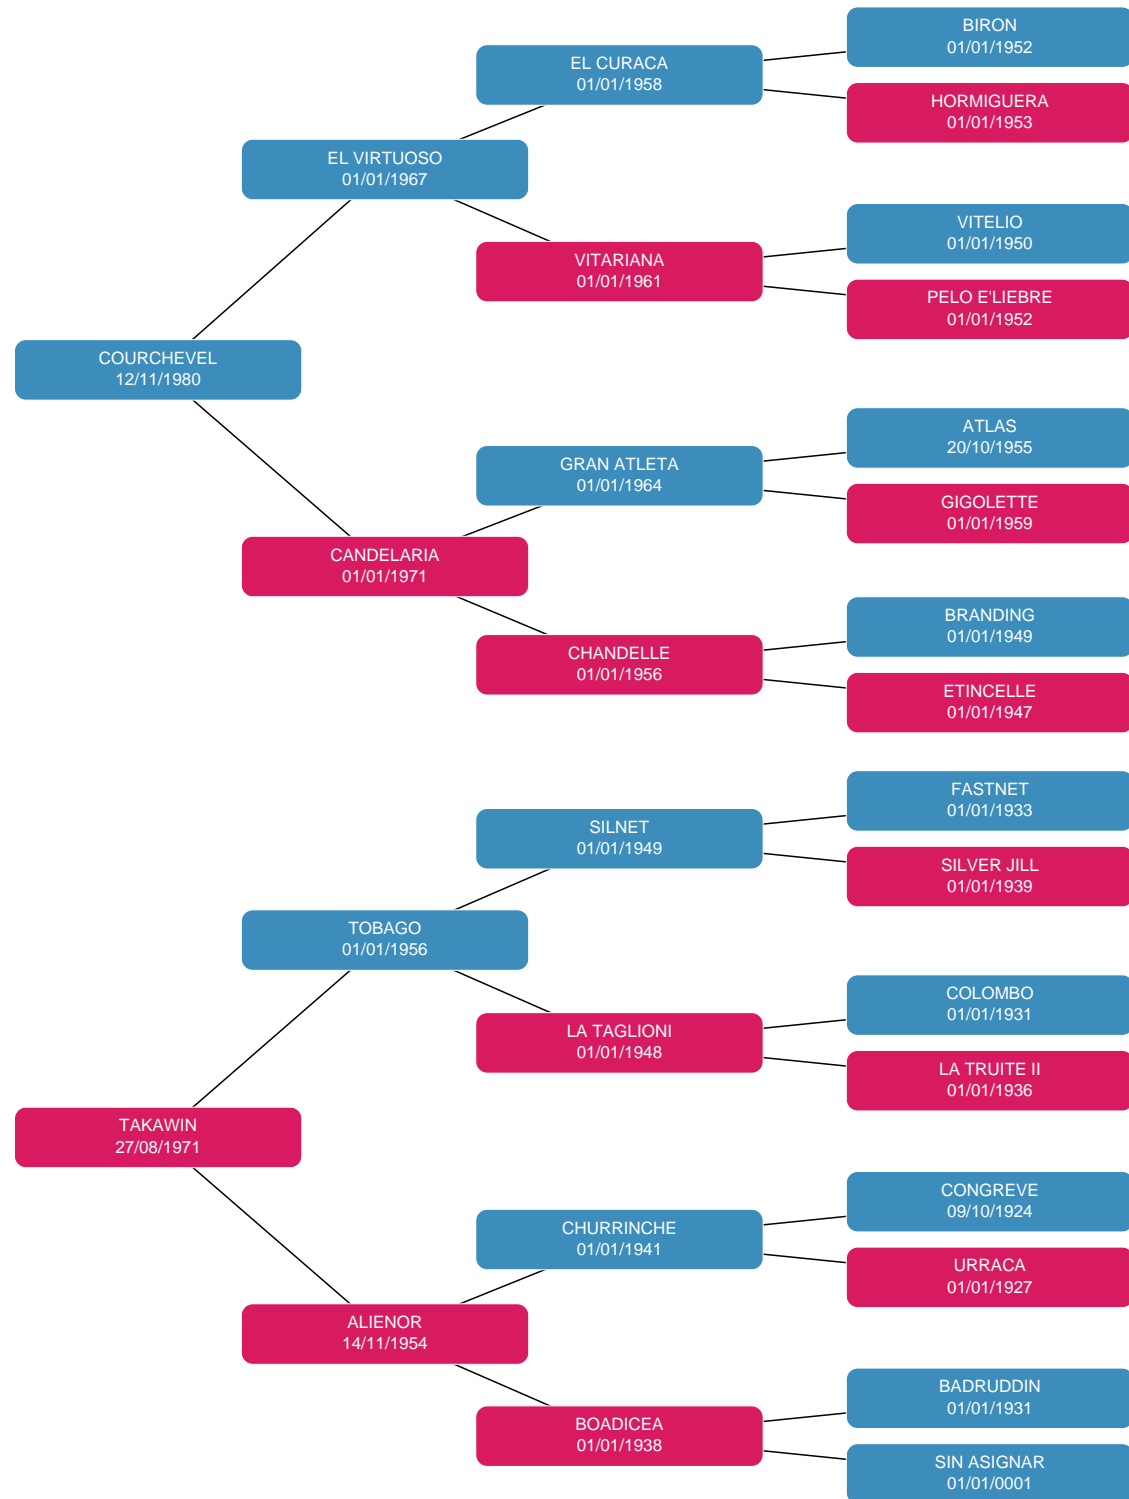 BIRON
01/01/1952
EL CURACA
01/01/1958
HORMIGUERA
01/01/1953
EL VIRTUOSO
01/01/1967
VITELIO
01/01/1950
VITARIANA
01/01/1961
PELO E'LIEBRE
01/01/1952
COURCHEVEL
12/11/1980
ATLAS
20/10/1955
GRAN ATLETA
01/01/1964
GIGOLETTE
01/01/1959
CANDELARIA
01/01/1971
BRANDING
01/01/1949
CHANDELLE
01/01/1956
ETINCELLE
01/01/1947
FASTNET
01/01/1933
SILNET
01/01/1949
SILVER JILL
01/01/1939
TOBAGO
01/01/1956
COLOMBO
01/01/1931
LA TAGLIONI
01/01/1948
LA TRUITE II
01/01/1936
TAKAWIN
27/08/1971
CONGREVE
09/10/1924
CHURRINCHE
01/01/1941
URRACA
01/01/1927
ALIENOR
14/11/1954
BADRUDDIN
01/01/1931
BOADICEA
01/01/1938
SIN ASIGNAR
01/01/0001